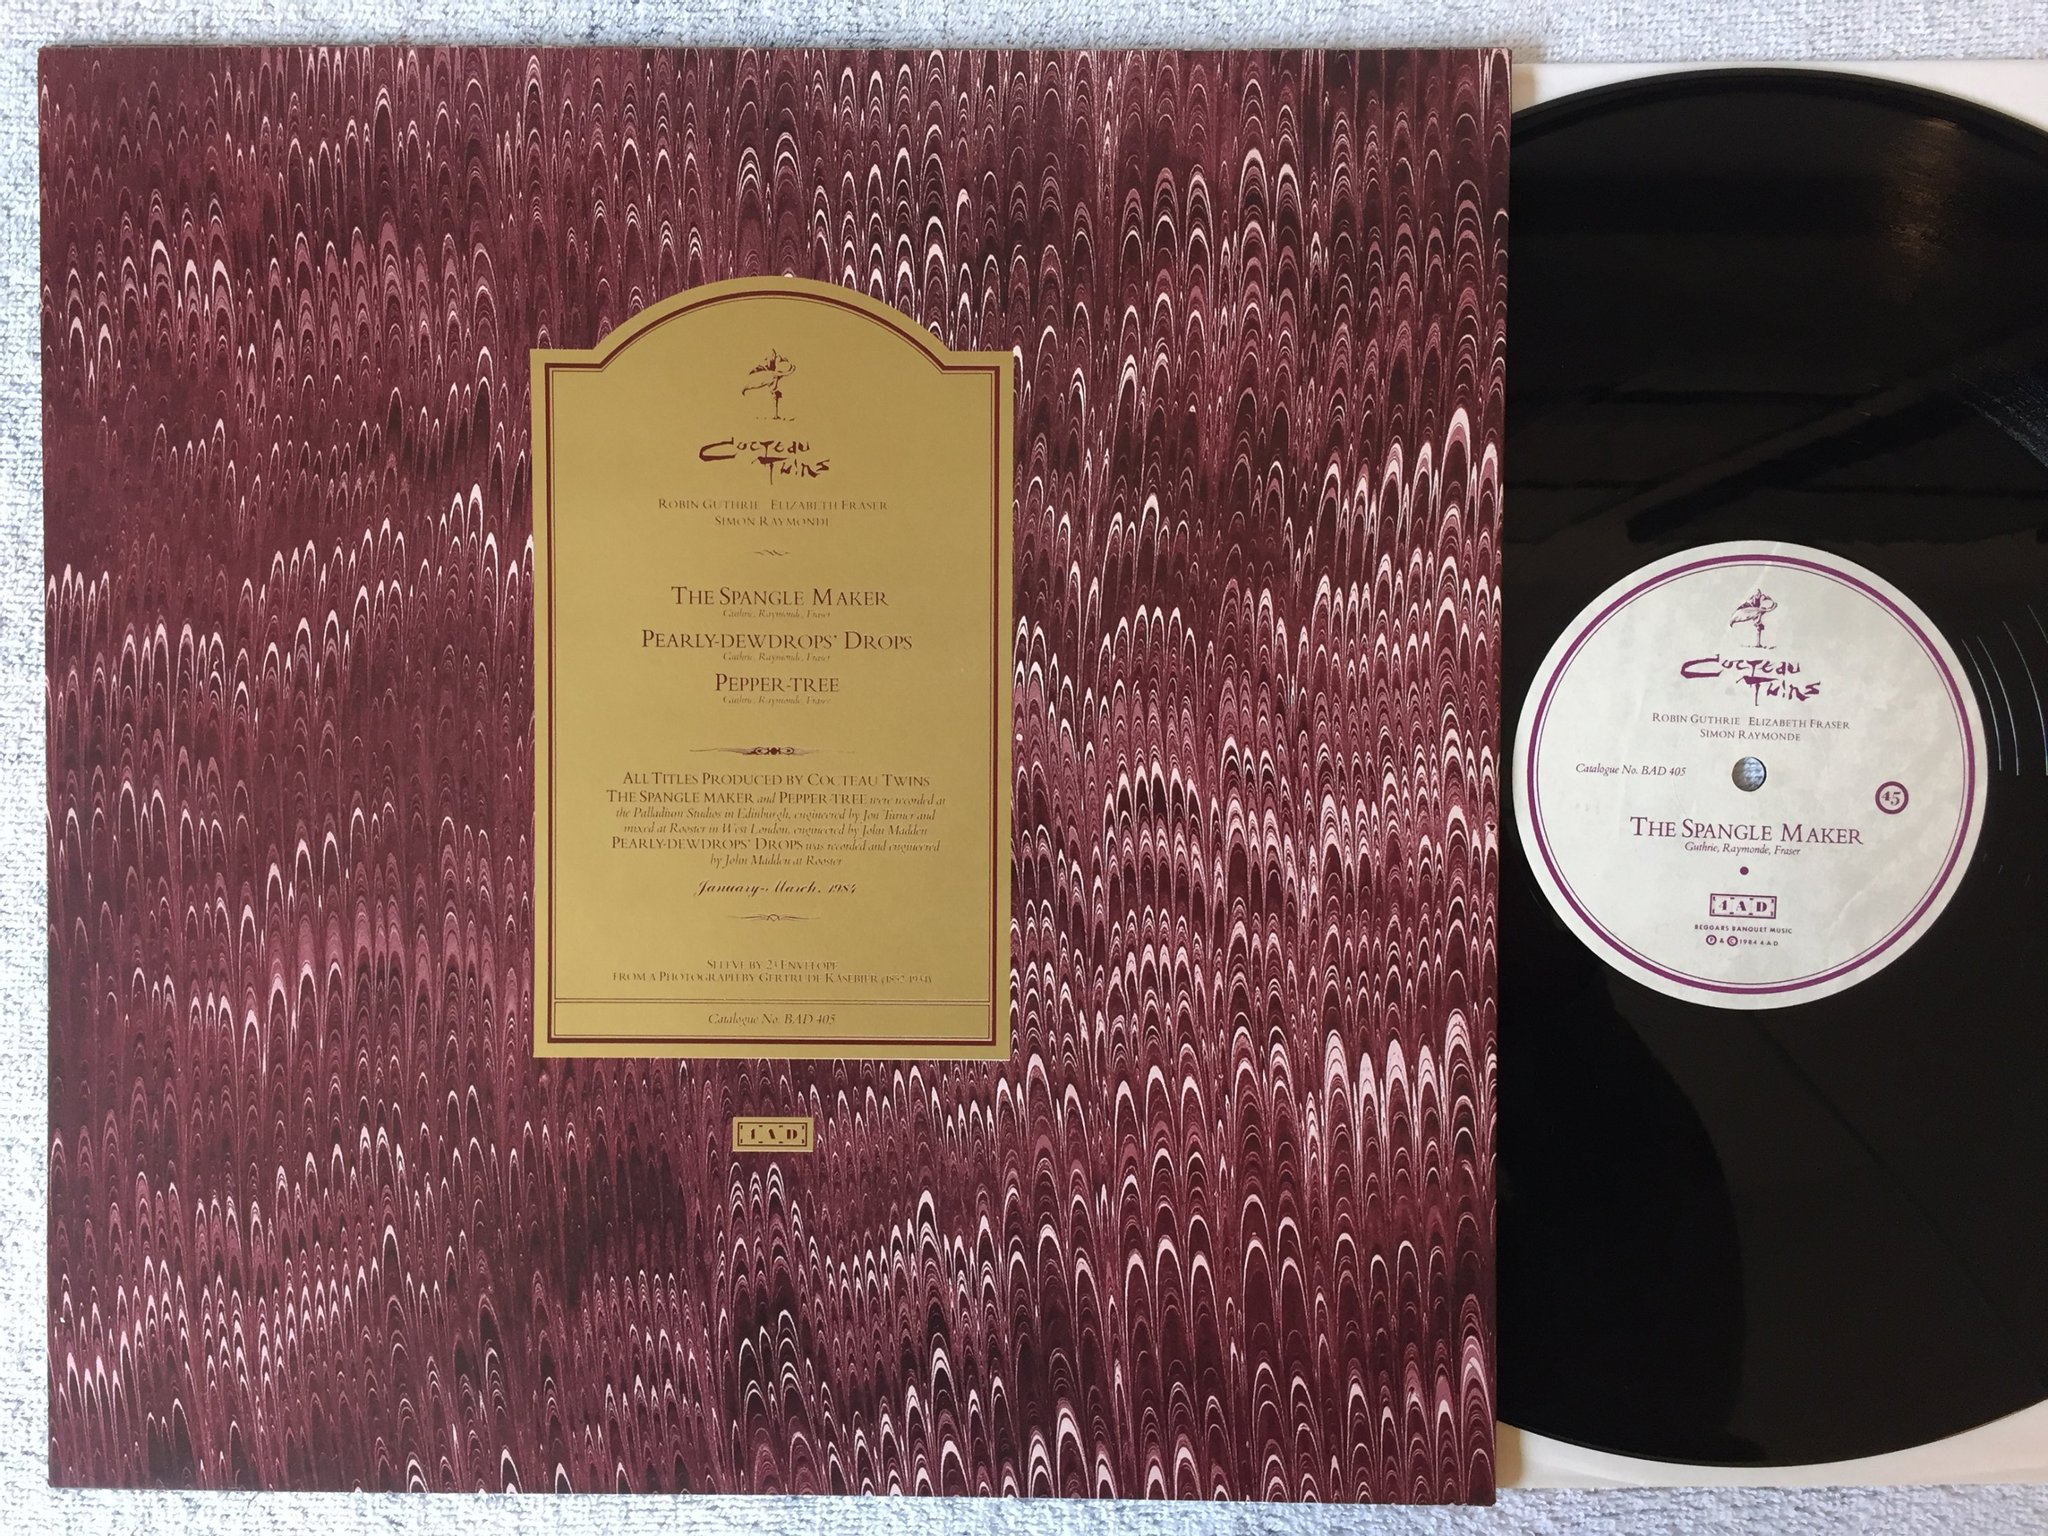 Cocteau
Twins
ROBIN GUTHRIE ELIZABETH FRASER
SIMON RAYMONDE
THE SPANGLE MAKER
Guthrie, Raymonde, Fraser
PEARLY-DEWDROPS' DROPS
Guthrie, Raymonde, Fraser
PEPPER-TREE
Guthrie, Raymonde, Fraser
ALL TITLES PRODUCED BY COCTEAU TWINS
THE SPANGLE MAKER and PEPPER-TREE were recorded at
the Palladium Studios in Edinburgh, engineered by Jon Turner and
mixed at Rooster in West London, engineered by John Madden
PEARLY-DEWDROPS' DROPS was recorded and engineered
by John Madden at Rooster
January-March, 1984
SLEEVE BY 23 ENVELOPE
FROM A PHOTOGRAPH BY GERTRUDE KÄSEBIER (1852-1934)
Catalogue No. BAD 405
4AD
Cocteau
Twins
ROBIN GUTHRIE ELIZABETH FRASER
SIMON RAYMONDE
Catalogue No. BAD 405
45
THE SPANGLE MAKER
Guthrie, Raymonde, Fraser
4AD
BEGGARS BANQUET MUSIC
Ⓟ & © 1984 4·A·D